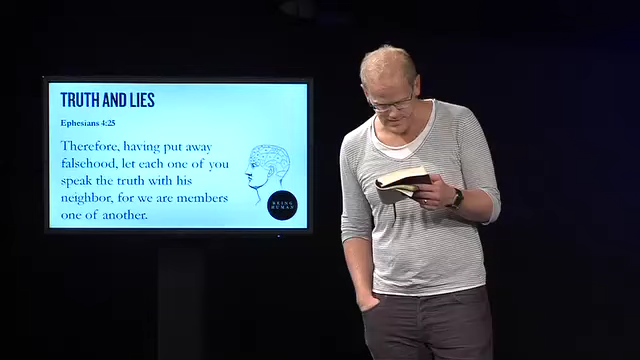 TRUTH AND LIES
Ephesians 4:25
Therefore, having put away
falsehood, let each one of you
speak the truth with his
neighbor, for we are members
one of another.
BEING
HUMAN